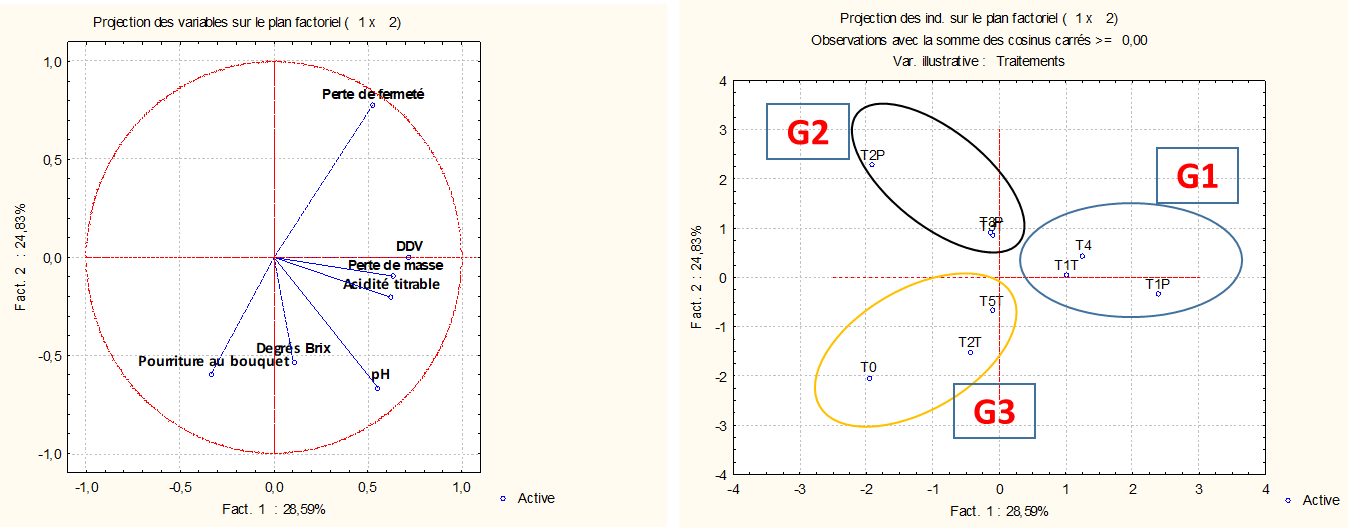 Projection des variables sur le plan factoriel ( 1 x 2)
1,0
0,5
0,0
-0,5
-1,0
Fact. 2 : 24,83%
Perte de fermeté
DDV
Perte de masse
Acidité titrable
Degrés Brix
Pourriture au bouquet
pH
-1,0 -0,5 0,0 0,5 1,0
Fact. 1 : 28,59%
Active
Projection des ind. sur le plan factoriel ( 1 x 2)
Observations avec la somme des cosinus carrés >= 0,00
Var. illustrative : Traitements
4
3
2
1
0
-1
-2
-3
-4
Fact. 2 24,83%
G2
G1
T2P
T3P
T4
T1T
T1P
T5T
T2T
T0
G3
-4 -3 -2 -1 0 1 2 3 4
Fact. 1 : 28,59%
Active